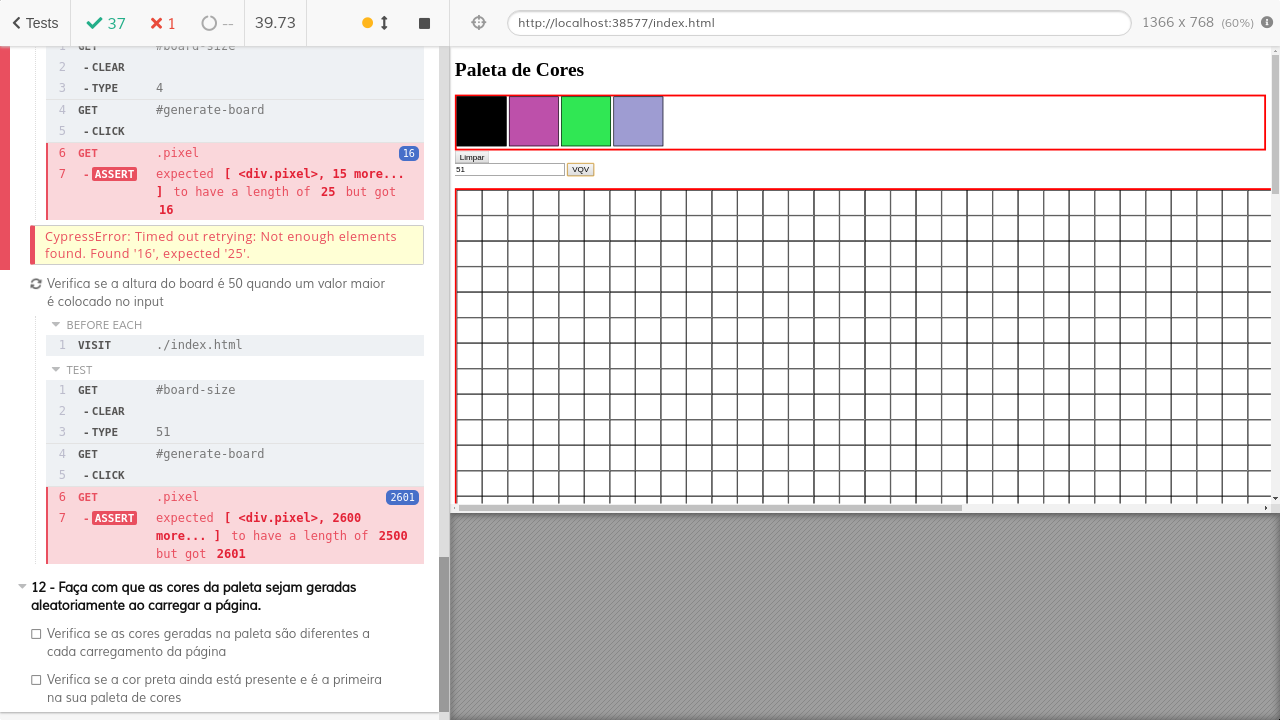 Tests 37 1 -- 39.73
http://localhost:38577/index.html 1366 x 768 (60%)
1 GET #board-size
2 - CLEAR
3 - TYPE 4
4 GET #generate-board
5 - CLICK
6 GET .pixel 16
7 - ASSERT expected [ <div.pixel>, 15 more...
] to have a length of 25 but got
16
CypressError: Timed out retrying: Not enough elements
found. Found '16', expected '25'.
Verifica se a altura do board é 50 quando um valor maior
é colocado no input
BEFORE EACH
1 VISIT ./index.html
TEST
1 GET #board-size
2 - CLEAR
3 - TYPE 51
4 GET #generate-board
5 - CLICK
6 GET .pixel 2601
7 - ASSERT expected [ <div.pixel>, 2600
more... ] to have a length of 2500
but got 2601
12 - Faça com que as cores da paleta sejam geradas
aleatoriamente ao carregar a página.
Verifica se as cores geradas na paleta são diferentes a
cada carregamento da página
Verifica se a cor preta ainda está presente e é a primeira
na sua paleta de cores
Paleta de Cores
Limpar
51 VQV